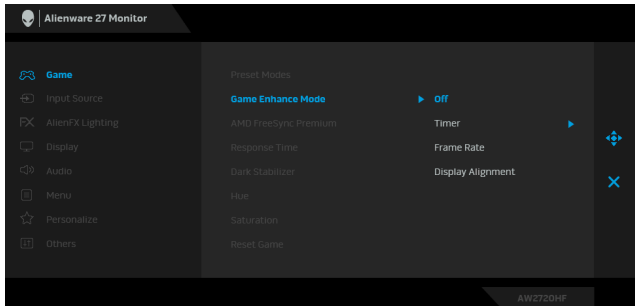 Alienware 27 Monitor
Game
Preset Modes
Input Source
Game Enhance Mode
Off
FX
AlienFX Lighting
AMD FreeSync Premium
Timer
Display
Response Time
Frame Rate
Audio
Dark Stabilizer
Display Alignment
Menu
Hue
Personalize
Saturation
Others
Reset Game
AW2720HF